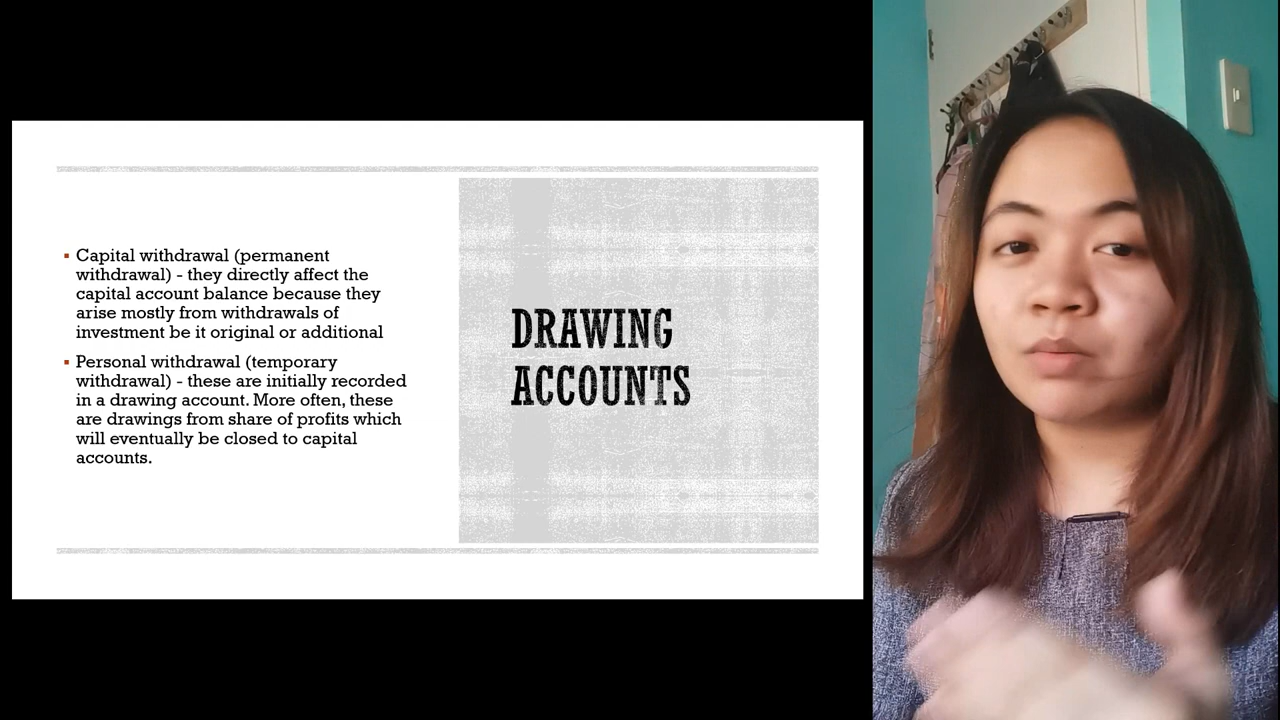 Capital withdrawal (permanent
withdrawal) - they directly affect the
capital account balance because they
arise mostly from withdrawals of
investment be it original or additional
Personal withdrawal (temporary
withdrawal) - these are initially recorded
in a drawing account. More often, these
are drawings from share of profits which
will eventually be closed to capital
accounts.
DRAWING
ACCOUNTS